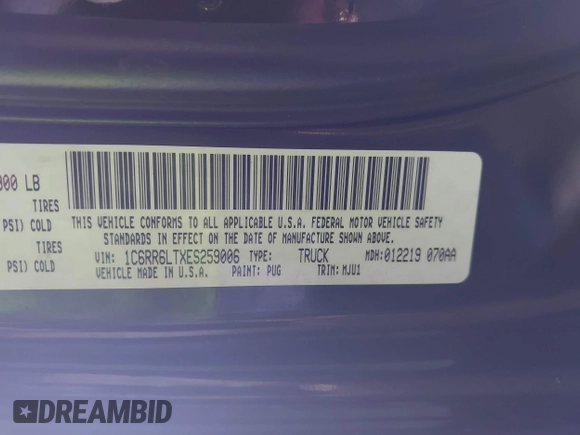 000 LB
TIRES
PSI) COLD
TIRES
PSI) COLD
THIS VEHICLE CONFORMS TO ALL APPLICABLE U.S.A. FEDERAL MOTOR VEHICLE SAFETY
STANDARDS IN EFFECT ON THE DATE OF MANUFACTURE SHOWN ABOVE.
VIN: 1C6RR6LTXES259006 TYPE: TRUCK MDH: 012219 070AA
VEHICLE MADE IN U.S.A. PAINT: PUG TRIM: MJU1
DREAMBID